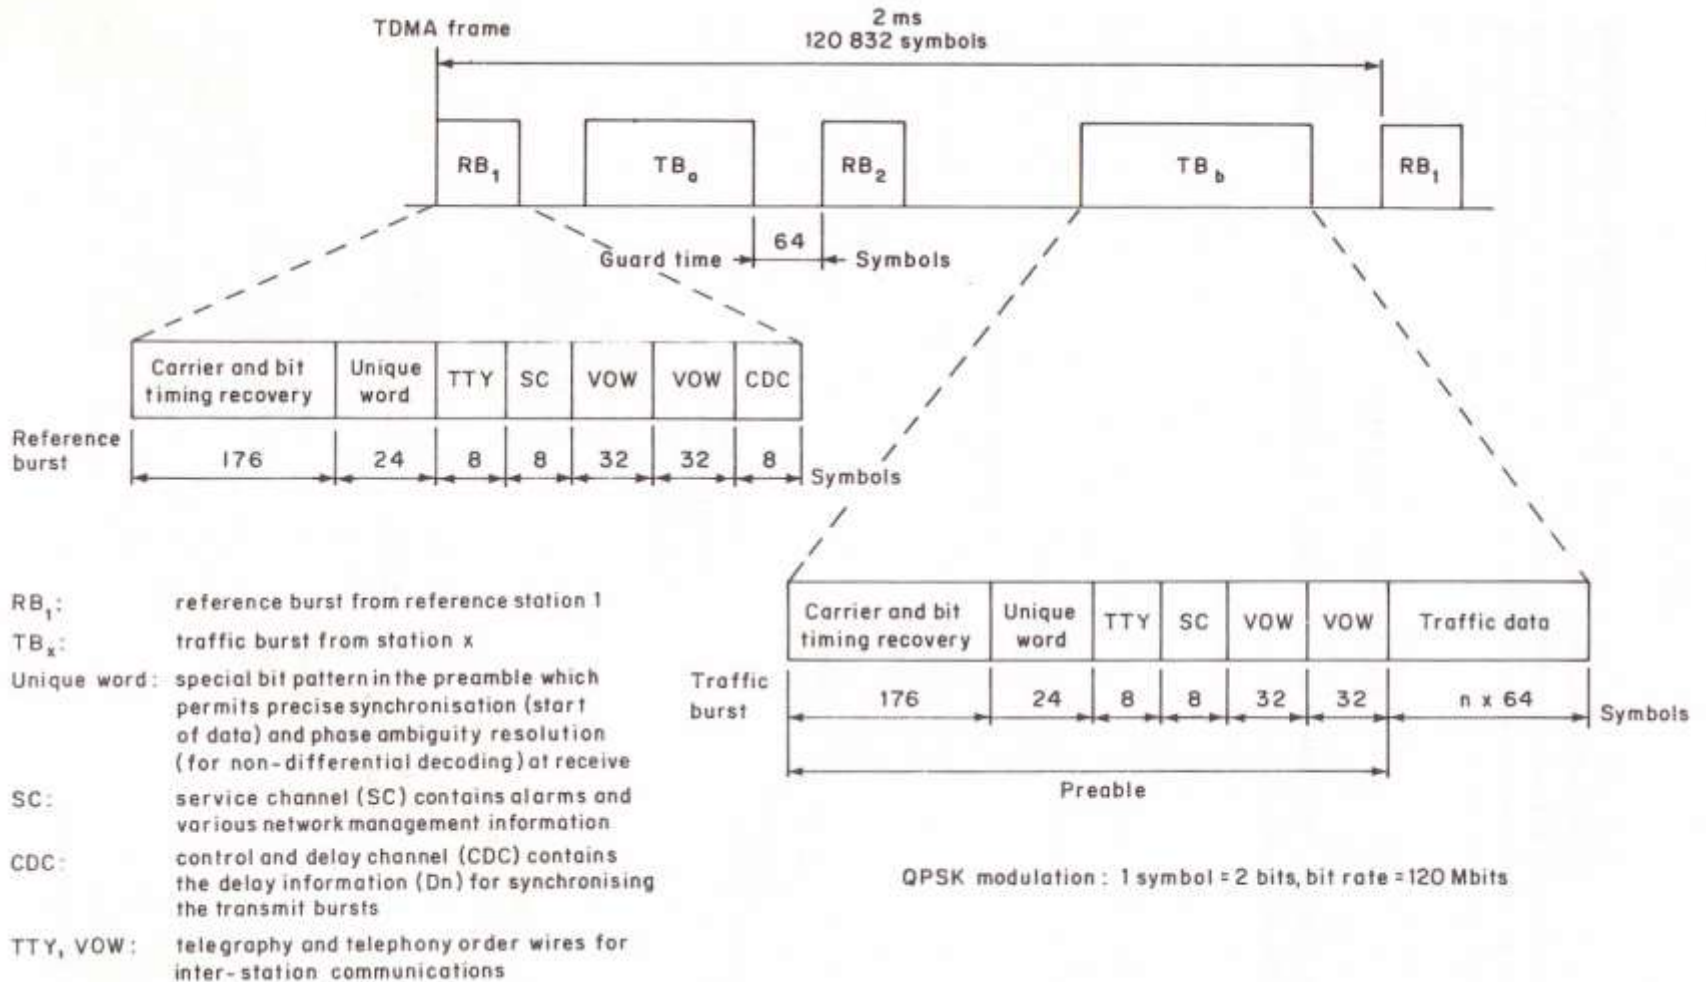 2 ms
TDMA frame
120 832 symbols
RB1
TBa
RB2
TBb
RB1
64
Guard time
Symbols
Carrier and bit
timing recovery
Unique
word
TTY
SC
VOW
VOW
CDC
Reference
burst
176
24
8
8
32
32
8
Symbols
Carrier and bit
timing recovery
Unique
word
TTY
SC
VOW
VOW
Traffic data
Traffic
burst
176
24
8
8
32
32
n x 64
Symbols
Preable
RB1: reference burst from reference station 1
TBx: traffic burst from station x
Unique word: special bit pattern in the preamble which
permits precise synchronisation (start
of data) and phase ambiguity resolution
(for non-differential decoding) at receive
SC: service channel (SC) contains alarms and
various network management information
CDC: control and delay channel (CDC) contains
the delay information (Dn) for synchronising
the transmit bursts
TTY, VOW: telegraphy and telephony order wires for
inter-station communications
QPSK modulation: 1 symbol = 2 bits, bit rate = 120 Mbits